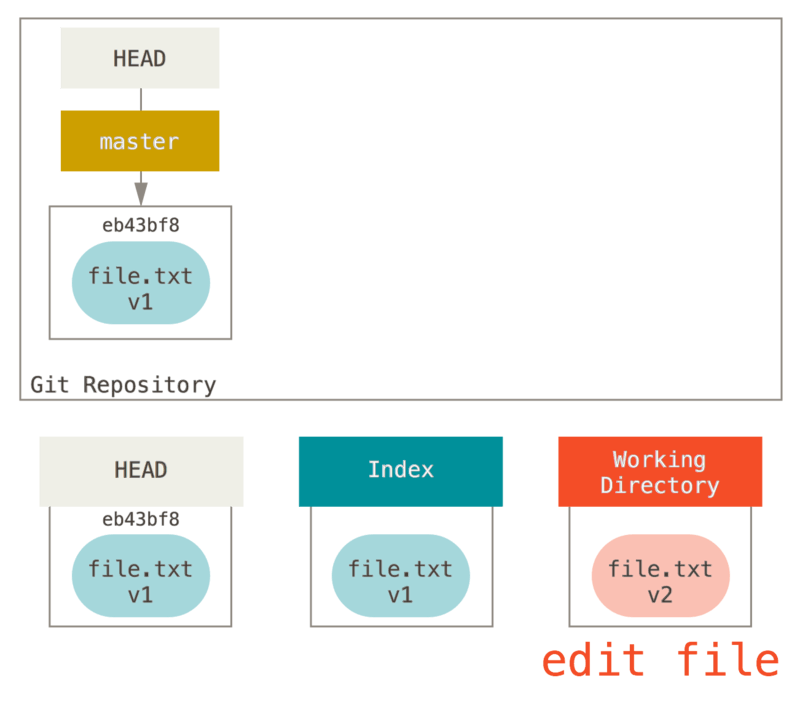 HEAD
master
eb43bf8
file.txt
v1
Git Repository
HEAD
eb43bf8
file.txt
v1
Index
file.txt
v1
Working
Directory
file.txt
v2
edit file